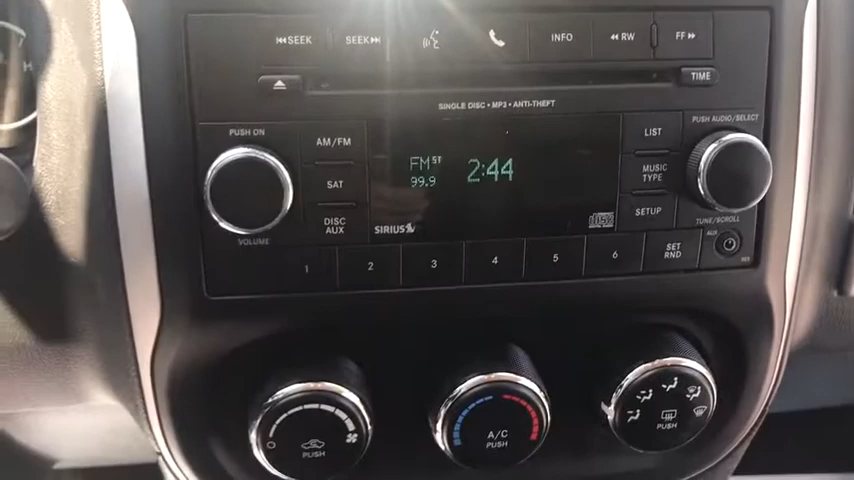 SEEK SEEK INFO RW FF
TIME
SINGLE DISC • MP3 • ANTI-THEFT
PUSH ON
PUSH AUDIO/SELECT
AM/FM
LIST
FM ST 2:44
99.9
MUSIC
TYPE
SAT
SETUP
DISC
AUX
SIRIUS
VOLUME
TUNE/SCROLL
AUX
1 2 3 4 5 6
SET
RND
PUSH
A/C
PUSH
PUSH